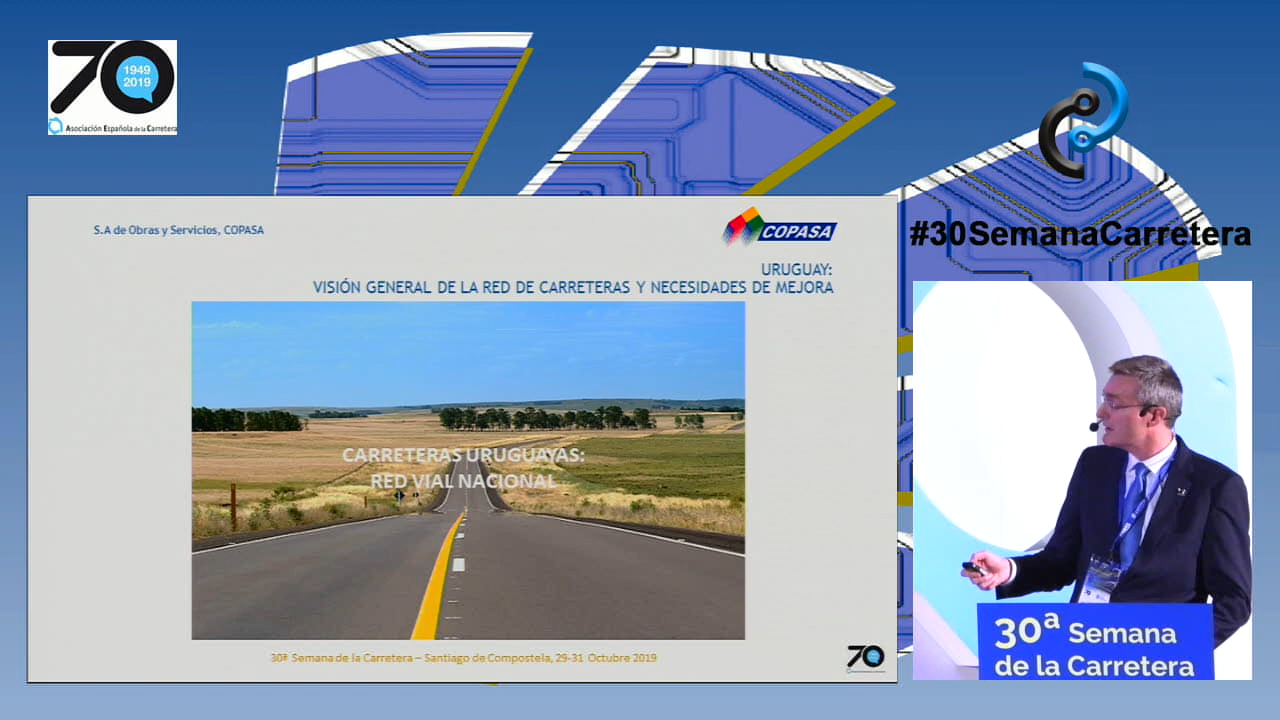 70
1949
2019
Asociación Española de la Carretera
S.A de Obras y Servicios, COPASA
COPASA
URUGUAY:
VISIÓN GENERAL DE LA RED DE CARRETERAS Y NECESIDADES DE MEJORA
CARRETERAS URUGUAYAS:
RED VIAL NACIONAL
30ª Semana de la Carretera – Santiago de Compostela, 29-31 Octubre 2019
70
#30SemanaCarretera
30ª Semana
de la Carretera